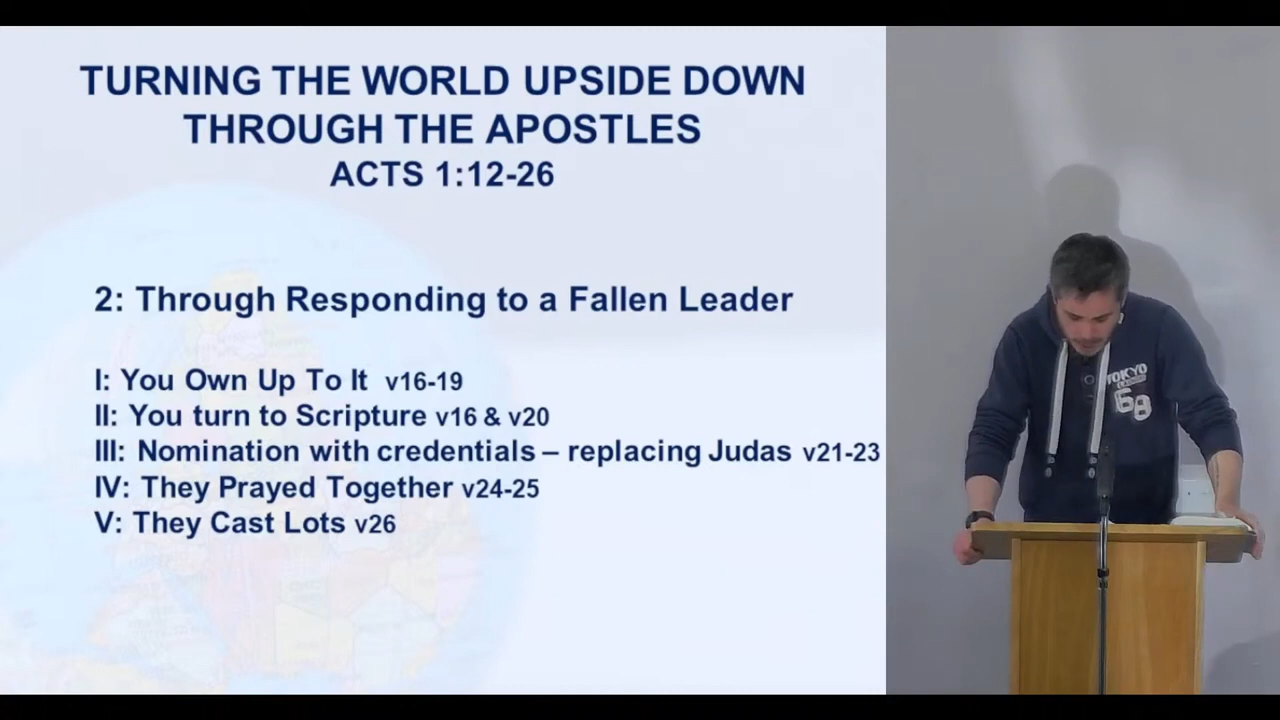 TURNING THE WORLD UPSIDE DOWN
THROUGH THE APOSTLES
ACTS 1:12-26
2: Through Responding to a Fallen Leader
I: You Own Up To It v16-19
II: You turn to Scripture v16 & v20
III: Nomination with credentials – replacing Judas v21-23
IV: They Prayed Together v24-25
V: They Cast Lots v26
TOKYO
68